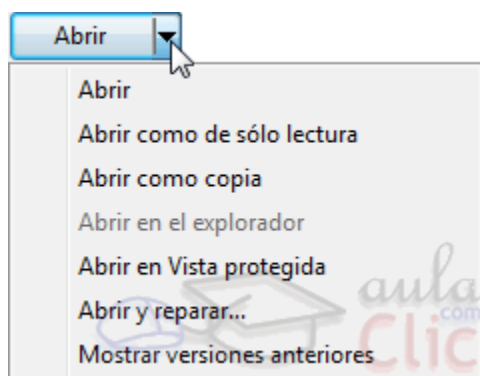 Abrir
Abrir
Abrir como de sólo lectura
Abrir como copia
Abrir en el explorador
Abrir en Vista protegida
Abrir y reparar...
Mostrar versiones anteriores
aula
.com
Clic